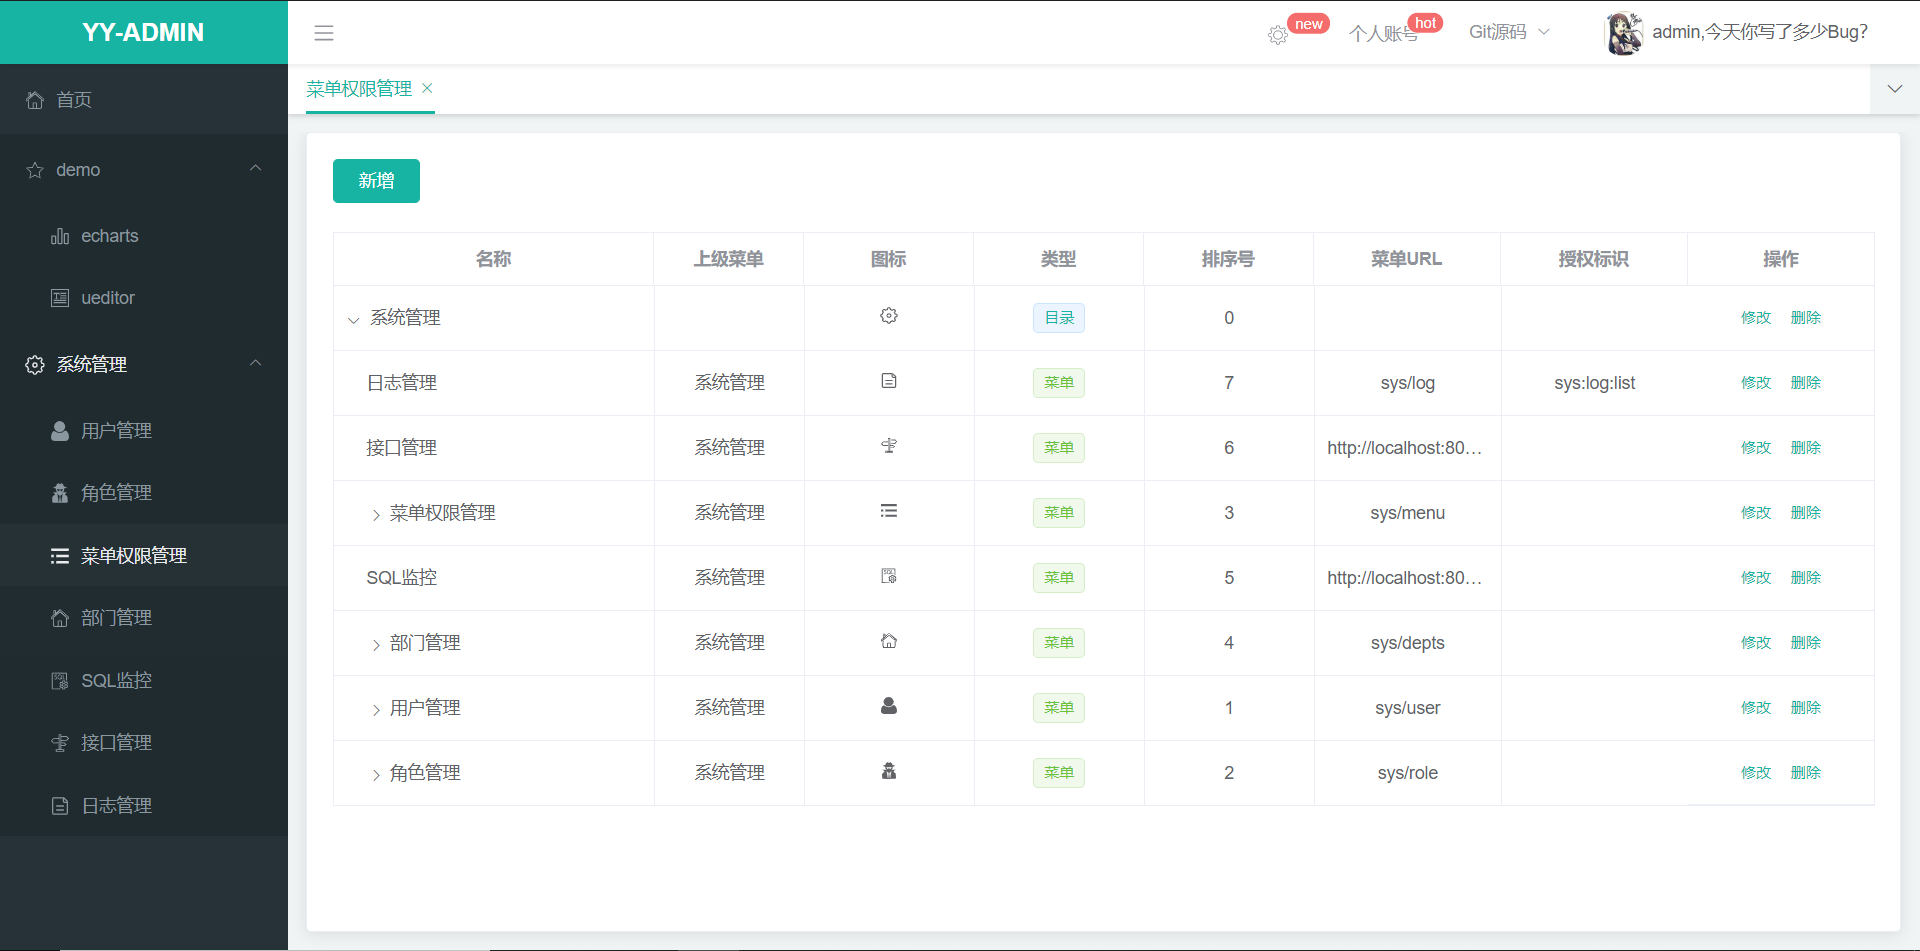 YY-ADMIN
new
个人账号 hot
Git源码
admin,今天你写了多少Bug?
首页
demo
echarts
ueditor
系统管理
用户管理
角色管理
菜单权限管理
部门管理
SQL监控
接口管理
日志管理
菜单权限管理
新增
名称 上级菜单 图标 类型 排序号 菜单URL 授权标识 操作
系统管理 目录 0 修改 删除
日志管理 系统管理 菜单 7 sys/log sys:log:list 修改 删除
接口管理 系统管理 菜单 6 http://localhost:80... 修改 删除
菜单权限管理 系统管理 菜单 3 sys/menu 修改 删除
SQL监控 系统管理 菜单 5 http://localhost:80... 修改 删除
部门管理 系统管理 菜单 4 sys/depts 修改 删除
用户管理 系统管理 菜单 1 sys/user 修改 删除
角色管理 系统管理 菜单 2 sys/role 修改 删除